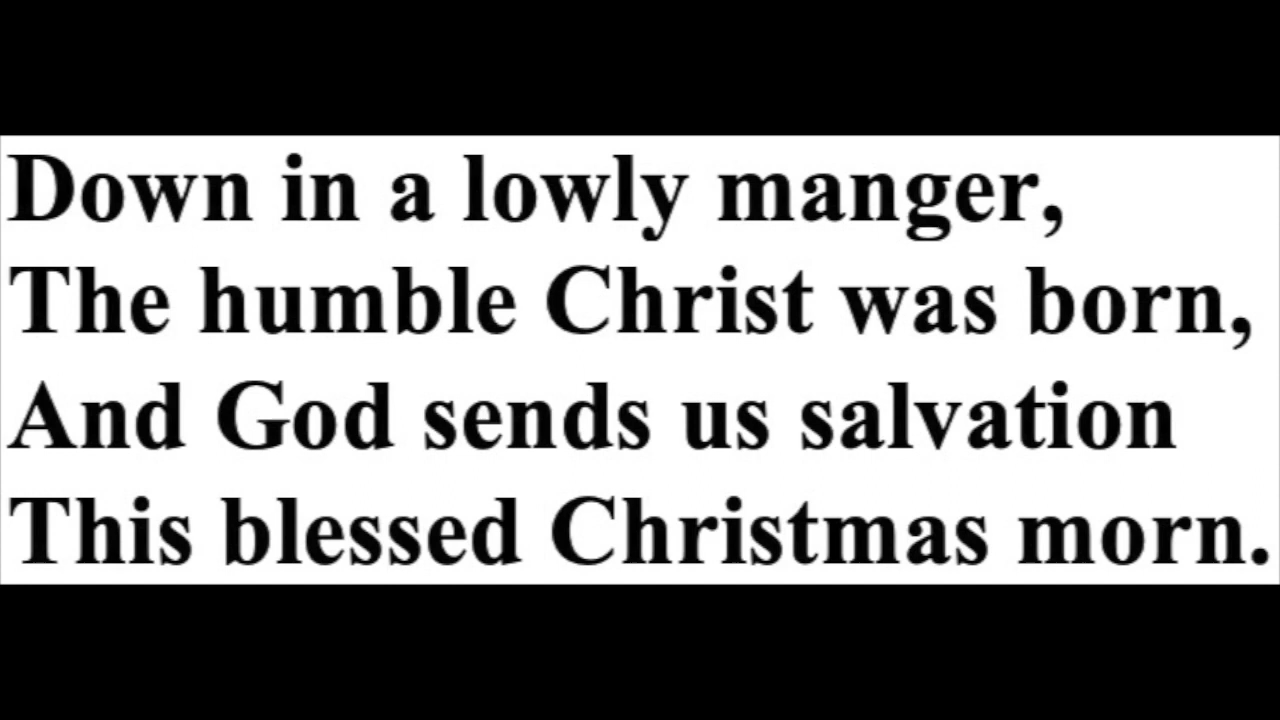 Down in a lowly manger,
The humble Christ was born,
And God sends us salvation
This blessed Christmas morn.